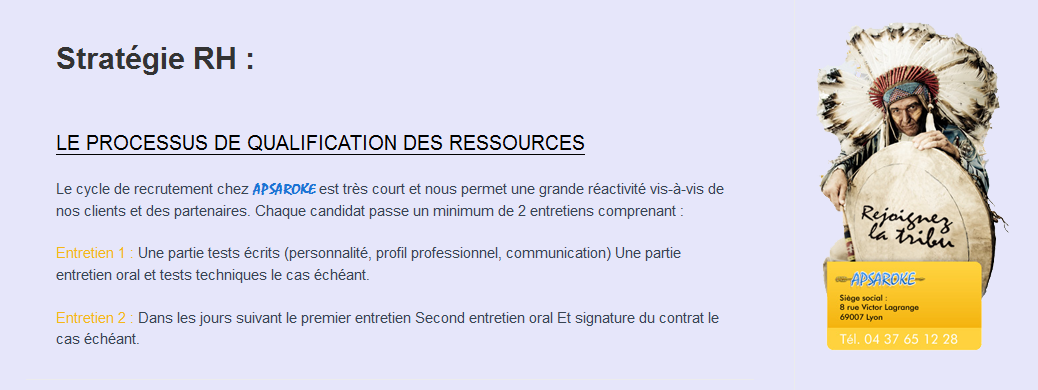 Stratégie RH :
LE PROCESSUS DE QUALIFICATION DES RESSOURCES
Le cycle de recrutement chez APSAROKE est très court et nous permet une grande réactivité vis-à-vis de
nos clients et des partenaires. Chaque candidat passe un minimum de 2 entretiens comprenant :
Entretien 1 : Une partie tests écrits (personnalité, profil professionnel, communication) Une partie
entretien oral et tests techniques le cas échéant.
Entretien 2 : Dans les jours suivant le premier entretien Second entretien oral Et signature du contrat le
cas échéant.
Rejoignez
la tribu
APSAROKE
Siège social :
8 rue Victor Lagrange
69007 Lyon
Tél. 04 37 65 12 28